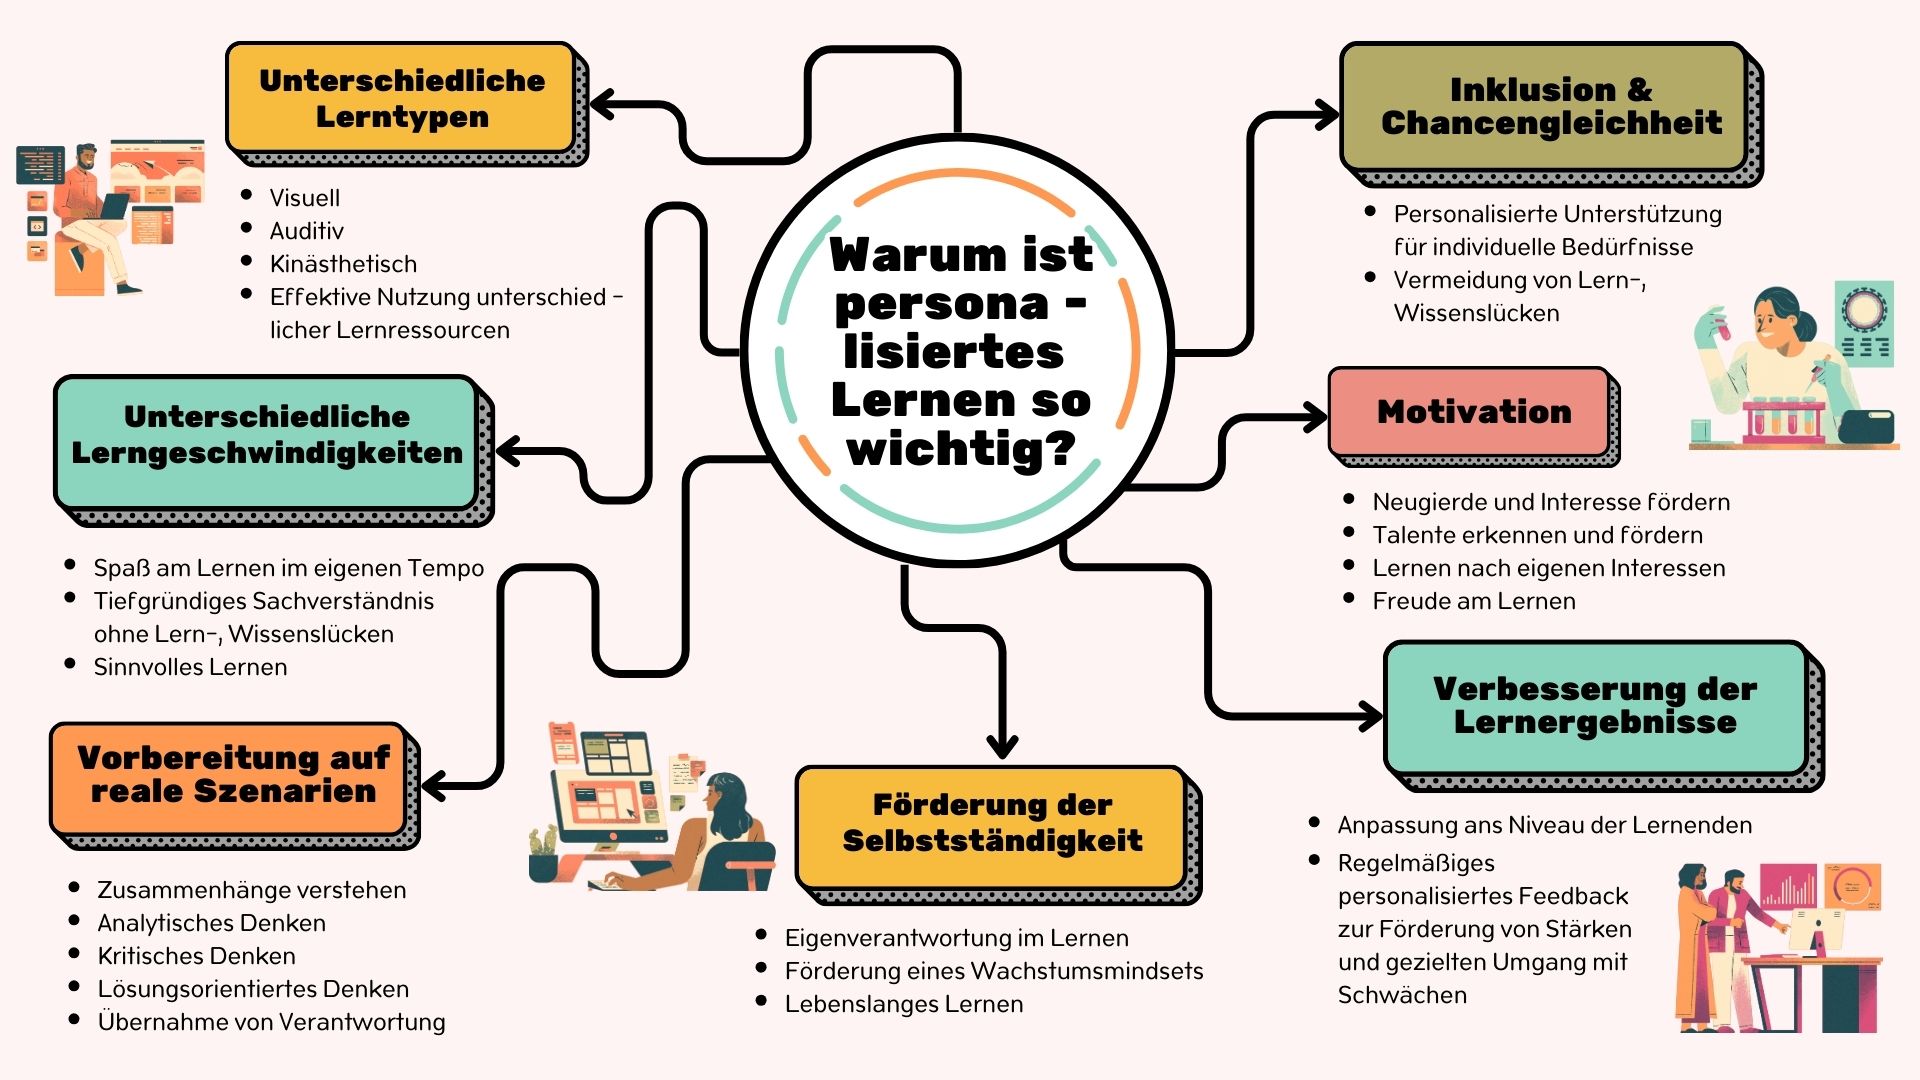 Warum ist
persona -
lisiertes
Lernen so
wichtig?
Unterschiedliche
Lerntypen
Visuell
Auditiv
Kinästhetisch
Effektive Nutzung unterschied -
licher Lernressourcen
Unterschiedliche
Lerngeschwindigkeiten
Spaß am Lernen im eigenen Tempo
Tiefgründiges Sachverständnis
ohne Lern-, Wissenslücken
Sinnvolles Lernen
Vorbereitung auf
reale Szenarien
Zusammenhänge verstehen
Analytisches Denken
Kritisches Denken
Lösungsorientiertes Denken
Übernahme von Verantwortung
Förderung der
Selbstständigkeit
Eigenverantwortung im Lernen
Förderung eines Wachstumsmindsets
Lebenslanges Lernen
Inklusion &
Chancengleichheit
Personalisierte Unterstützung
für individuelle Bedürfnisse
Vermeidung von Lern-,
Wissenslücken
Motivation
Neugierde und Interesse fördern
Talente erkennen und fördern
Lernen nach eigenen Interessen
Freude am Lernen
Verbesserung der
Lernergebnisse
Anpassung ans Niveau der Lernenden
Regelmäßiges
personalisiertes Feedback
zur Förderung von Stärken
und gezielten Umgang mit
Schwächen